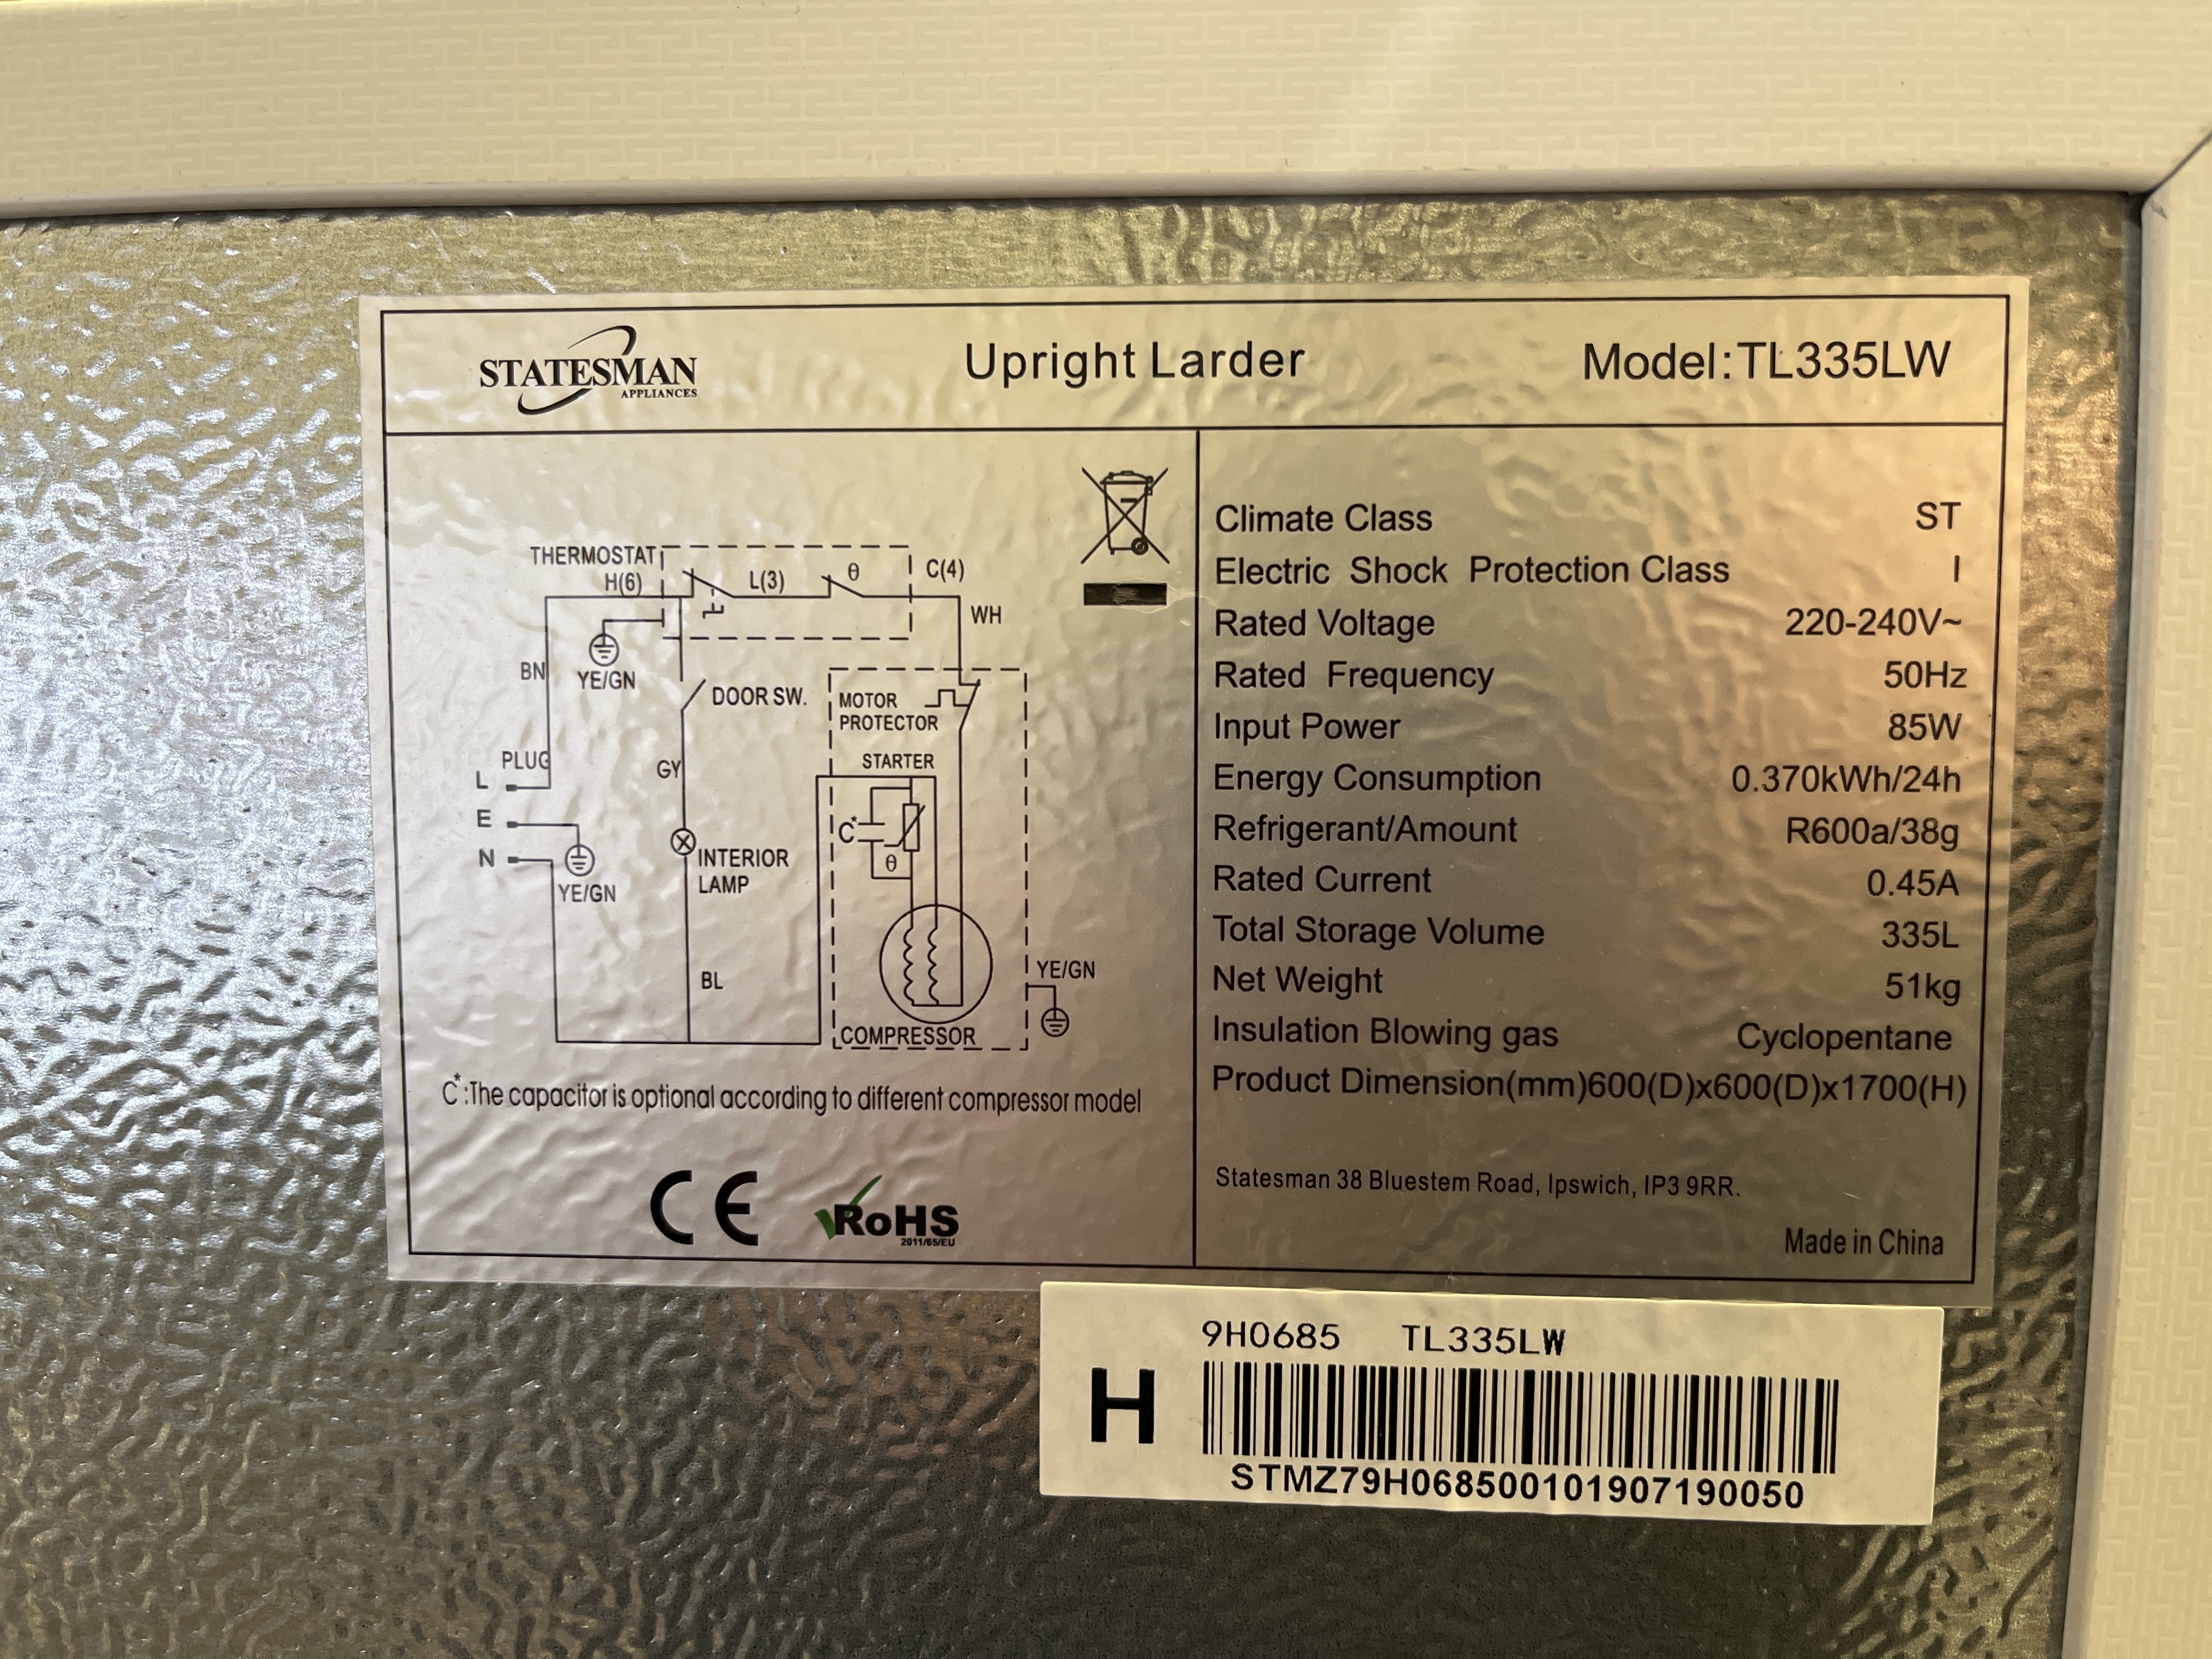 STATESMAN
APPLIANCES
Upright Larder
Model:TL335LW
THERMOSTAT
H(6)
L(3)
θ
C(4)
WH
BN
YE/GN
DOOR SW.
MOTOR
PROTECTOR
PLUG
L
E
N
GY
STARTER
C*
θ
YE/GN
INTERIOR
LAMP
BL
YE/GN
COMPRESSOR
C*:The capacitor is optional according to different compressor model
CE
RoHS
2011/65/EU
Climate Class ST
Electric Shock Protection Class I
Rated Voltage 220-240V~
Rated Frequency 50Hz
Input Power 85W
Energy Consumption 0.370kWh/24h
Refrigerant/Amount R600a/38g
Rated Current 0.45A
Total Storage Volume 335L
Net Weight 51kg
Insulation Blowing gas Cyclopentane
Product Dimension(mm)600(D)x600(D)x1700(H)
Statesman 38 Bluestem Road, Ipswich, IP3 9RR.
Made in China
9H0685 TL335LW
H
STMZ79H068500101907190050